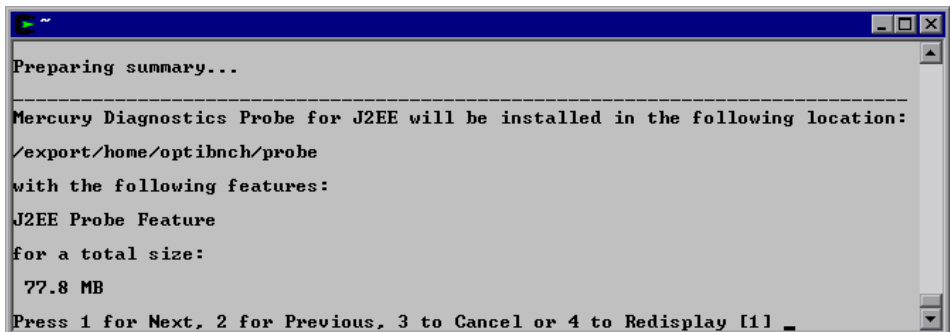 ~
Preparing summary...
Mercury Diagnostics Probe for J2EE will be installed in the following location:
/export/home/optibnch/probe
with the following features:
J2EE Probe Feature
for a total size:
77.8 MB
Press 1 for Next, 2 for Previous, 3 to Cancel or 4 to Redisplay [1]